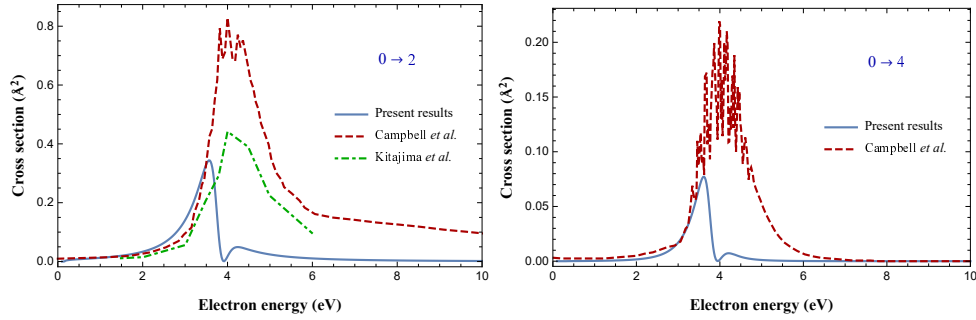 0.8
0.6
0.4
0.2
0.0
0 2 4 6 8 10
Cross section (Å²)
Electron energy (eV)
0 → 2
Present results
Campbell et al.
Kitajima et al.
0.20
0.15
0.10
0.05
0.00
0 2 4 6 8 10
Cross section (Å²)
Electron energy (eV)
0 → 4
Present results
Campbell et al.